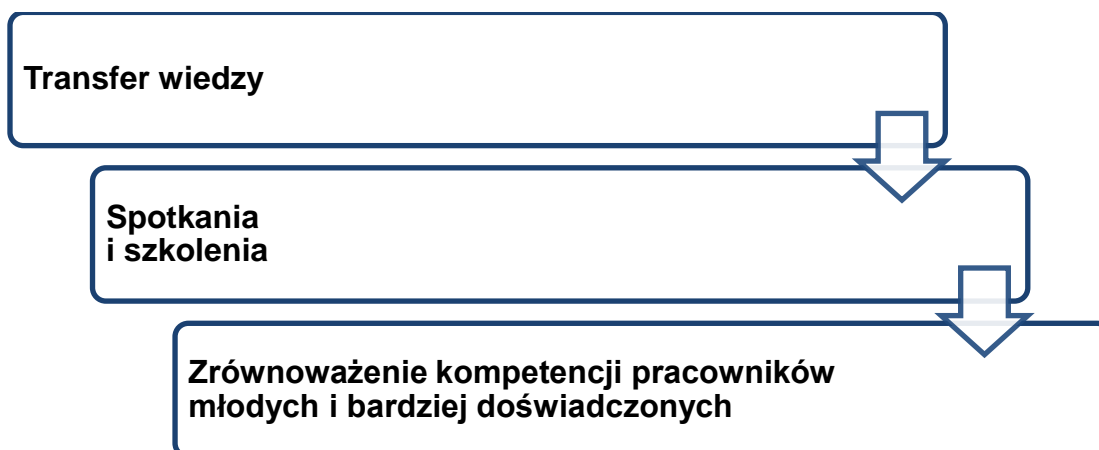 Transfer wiedzy
Spotkania
i szkolenia
Zrównoważenie kompetencji pracowników
młodych i bardziej doświadczonych